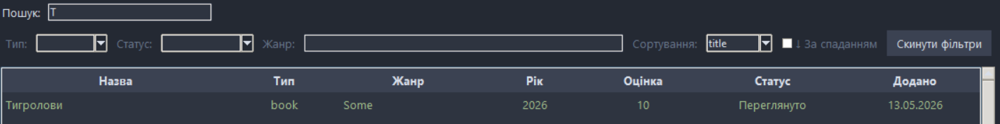 Пошук: Т
Тип: Статус: Жанр: Сортування: title ↓ За спаданням Скинути фільтри
Назва Тип Жанр Рік Оцінка Статус Додано
Тигролови book Some 2026 10 Переглянуто 13.05.2026